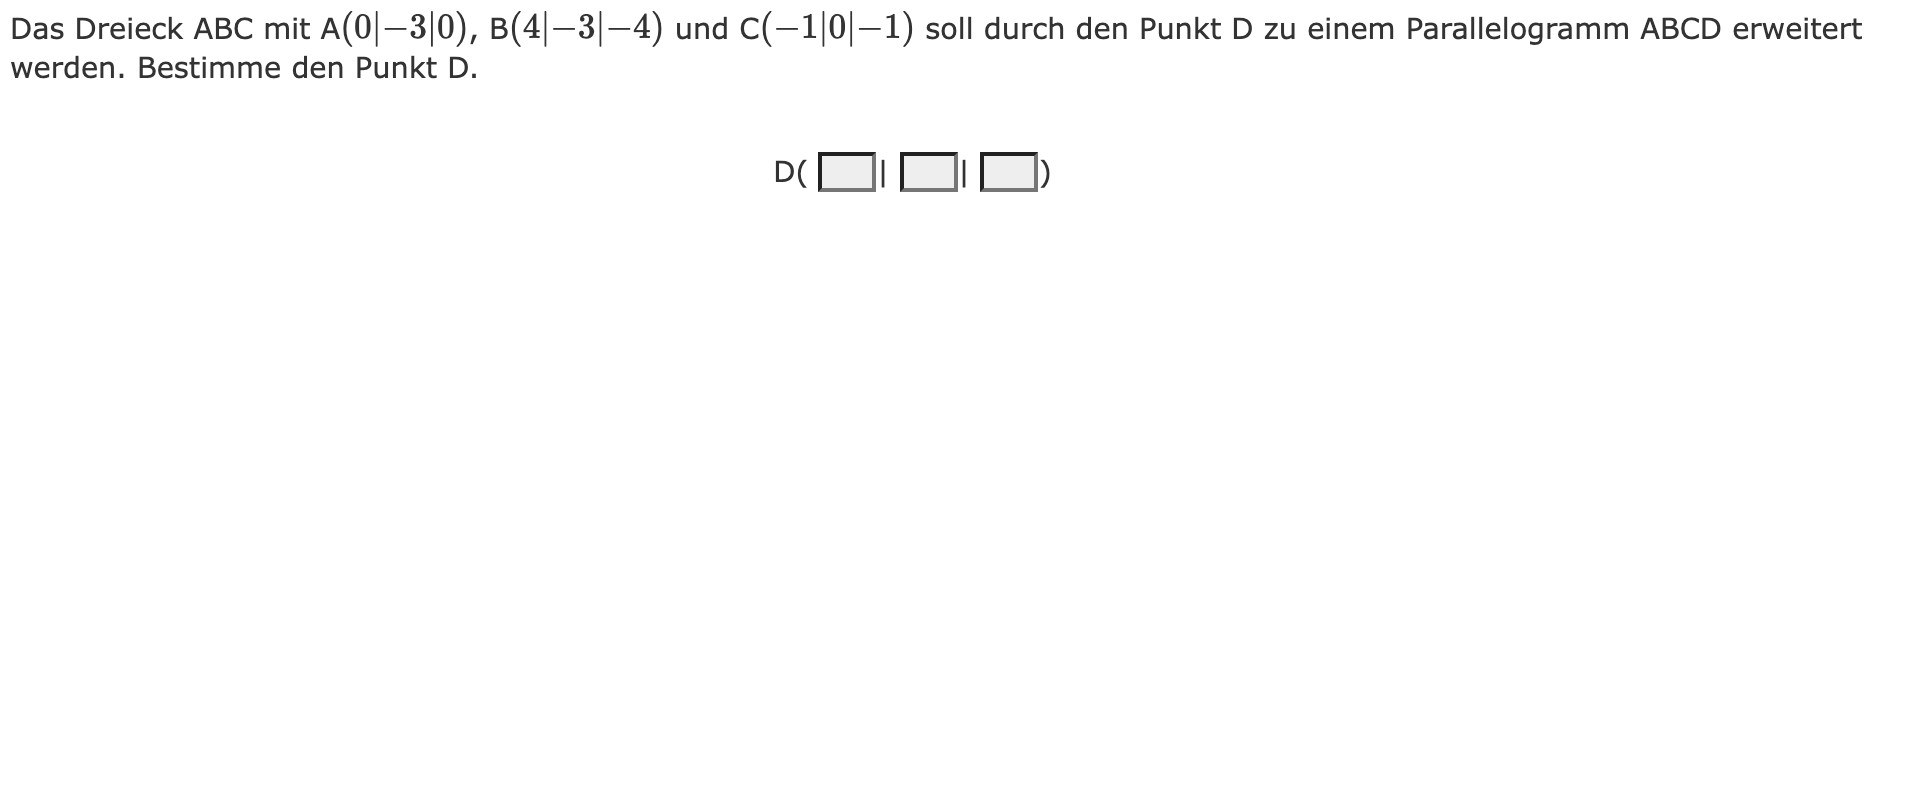 Das Dreieck ABC mit A(0|−3|0), B(4|−3|−4) und C(−1|0|−1) soll durch den Punkt D zu einem Parallelogramm ABCD erweitert
werden. Bestimme den Punkt D.
D( | | )